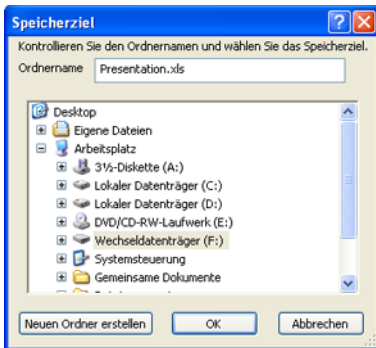 Speicherziel
Kontrollieren Sie den Ordnernamen und wählen Sie das Speicherziel.
Ordnername Presentation.xls
Desktop
Eigene Dateien
Arbeitsplatz
3½-Diskette (A:)
Lokaler Datenträger (C:)
Lokaler Datenträger (D:)
DVD/CD-RW-Laufwerk (E:)
Wechseldatenträger (F:)
Systemsteuerung
Gemeinsame Dokumente
Neuen Ordner erstellen OK Abbrechen